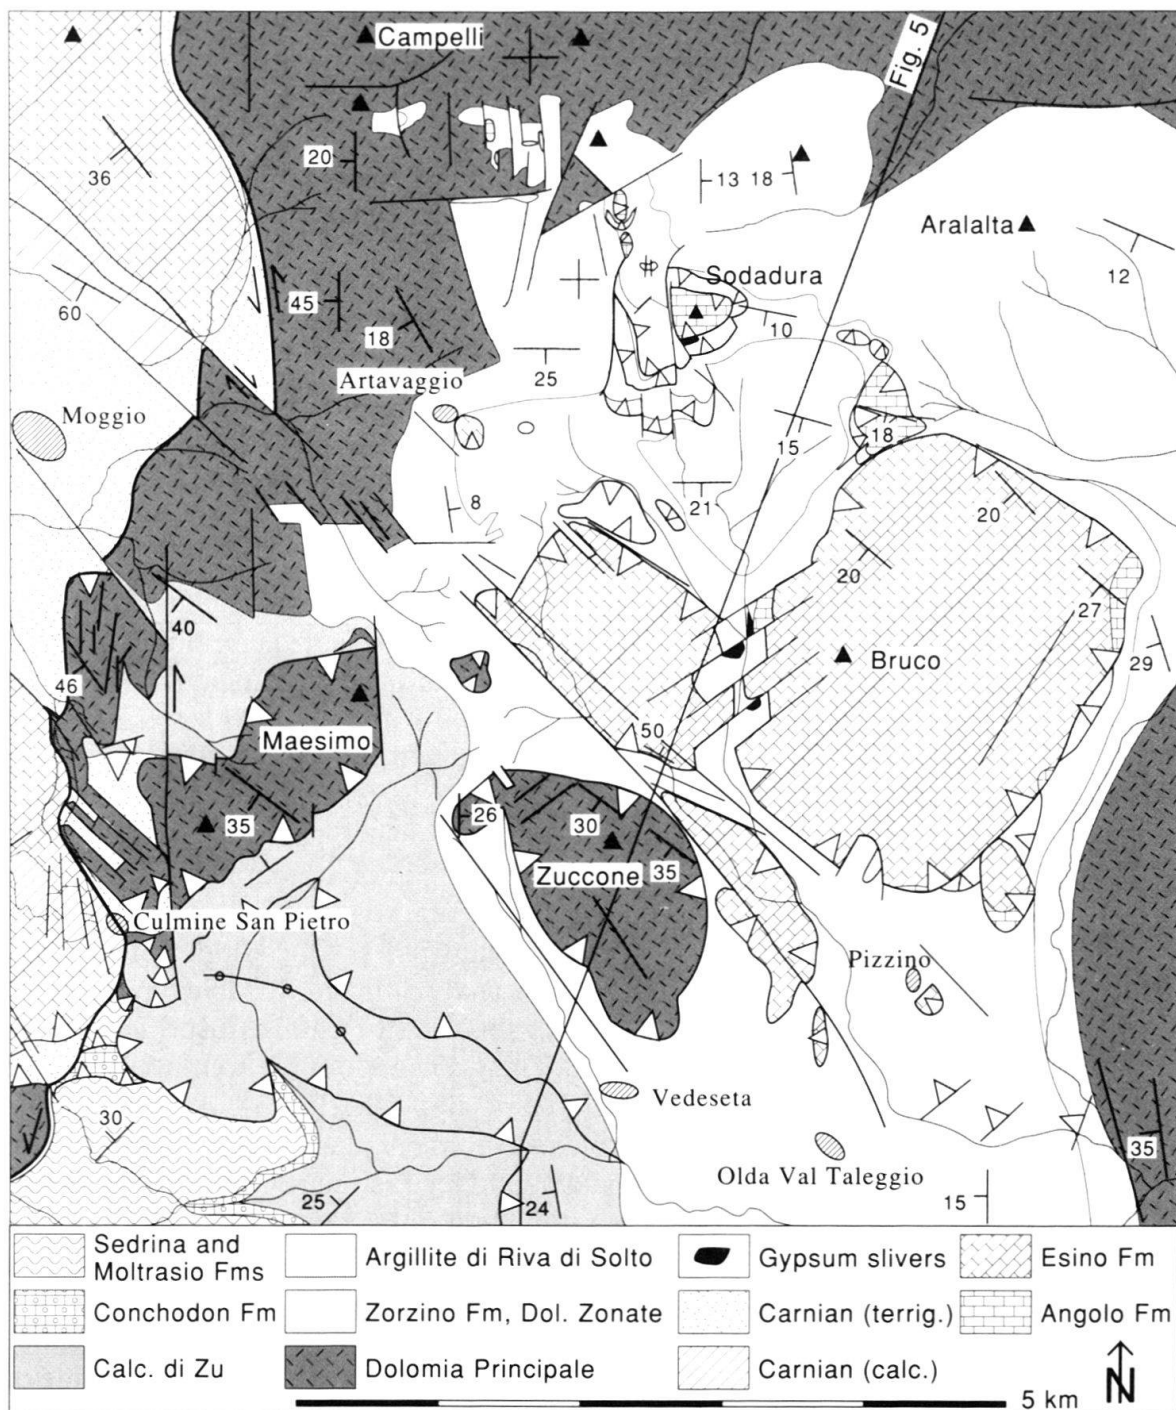 Campelli
Fig. 5
20
36
13 18
Aralalta
12
Sodadura
60
45
18
10
25
Artavaggio
Moggio
15
18
8
21
20
20
27
40
Bruco
29
46
50
Maesimo
26
35
30
Zuccone
35
Culmine San Pietro
Pizzino
Vedeseta
30
Olda Val Taleggio
35
25
24
15
Sedrina and
Moltrasio Fms
Argillite di Riva di Solto
Gypsum slivers
Esino Fm
Conchodon Fm
Zorzino Fm, Dol. Zonate
Carnian (terrig.)
Angolo Fm
Calc. di Zu
Dolomia Principale
Carnian (calc.)
N
5 km